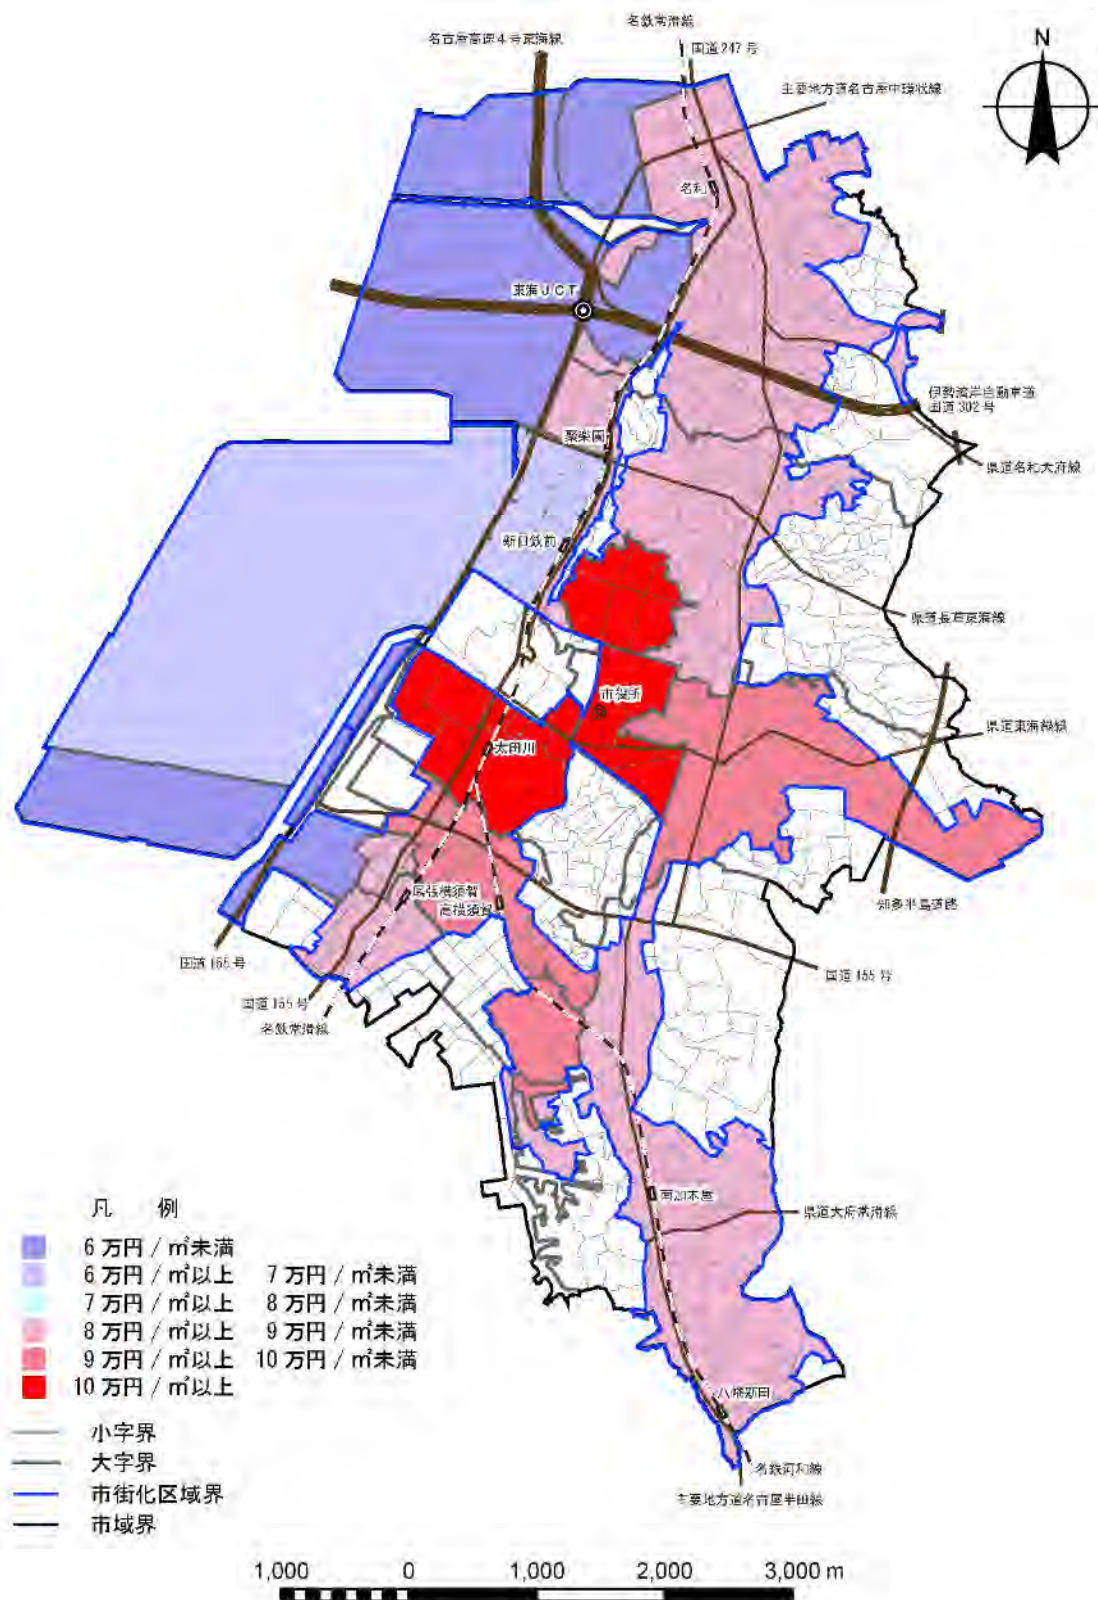 名鉄常滑線
名古屋高速4号東海線
国道247号
N
主要地方道名古屋中環状線
名和
東海JCT
伊勢湾岸自動車道
国道302号
聚楽園
県道名和大府線
新日鉄前
県道長草東海線
市役所
県道東海緑線
太田川
尾張横須賀
高横須賀
知多半島道路
国道155号
国道155号
国道155号
名鉄常滑線
南加木屋
県道大府常滑線
八幡新田
名鉄河和線
主要地方道名古屋半田線
凡 例
6万円/㎡未満
6万円/㎡以上 7万円/㎡未満
7万円/㎡以上 8万円/㎡未満
8万円/㎡以上 9万円/㎡未満
9万円/㎡以上 10万円/㎡未満
10万円/㎡以上
小字界
大字界
市街化区域界
市域界
1,000 0 1,000 2,000 3,000 m